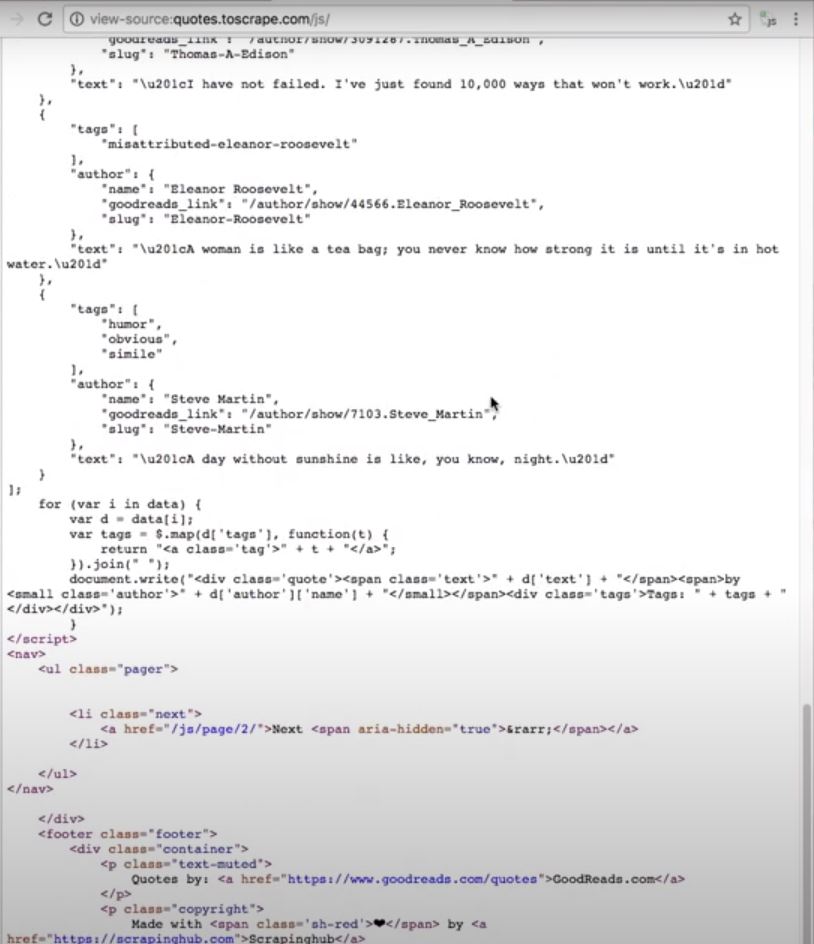 view-source:quotes.toscrape.com/js/
"goodreads_link": "/author/show/3091287.Thomas_A_Edison",
"slug": "Thomas-A-Edison"
},
"text": "\u201cI have not failed. I've just found 10,000 ways that won't work.\u201d"
},
{
"tags": [
"misattributed-eleanor-roosevelt"
],
"author": {
"name": "Eleanor Roosevelt",
"goodreads_link": "/author/show/44566.Eleanor_Roosevelt",
"slug": "Eleanor-Roosevelt"
},
"text": "\u201cA woman is like a tea bag; you never know how strong it is until it's in hot
water.\u201d"
},
{
"tags": [
"humor",
"obvious",
"simile"
],
"author": {
"name": "Steve Martin",
"goodreads_link": "/author/show/7103.Steve_Martin",
"slug": "Steve-Martin"
},
"text": "\u201cA day without sunshine is like, you know, night.\u201d"
}
];
for (var i in data) {
var d = data[i];
var tags = $.map(d['tags'], function(t) {
return "<a class='tag'>" + t + "</a>";
}).join(" ");
document.write("<div class='quote'><span class='text'>" + d['text'] + "</span><span>by
<small class='author'>" + d['author']['name'] + "</small></span><div class='tags'>Tags: " + tags + "
</div></div>");
}
</script>
<nav>
<ul class="pager">
<li class="next">
<a href="/js/page/2/">Next <span aria-hidden="true">&rarr;</span></a>
</li>
</ul>
</nav>
</div>
<footer class="footer">
<div class="container">
<p class="text-muted">
Quotes by: <a href="https://www.goodreads.com/quotes">GoodReads.com</a>
</p>
<p class="copyright">
Made with <span class='sh-red'>❤</span> by <a
href="https://scrapinghub.com">Scrapinghub</a>